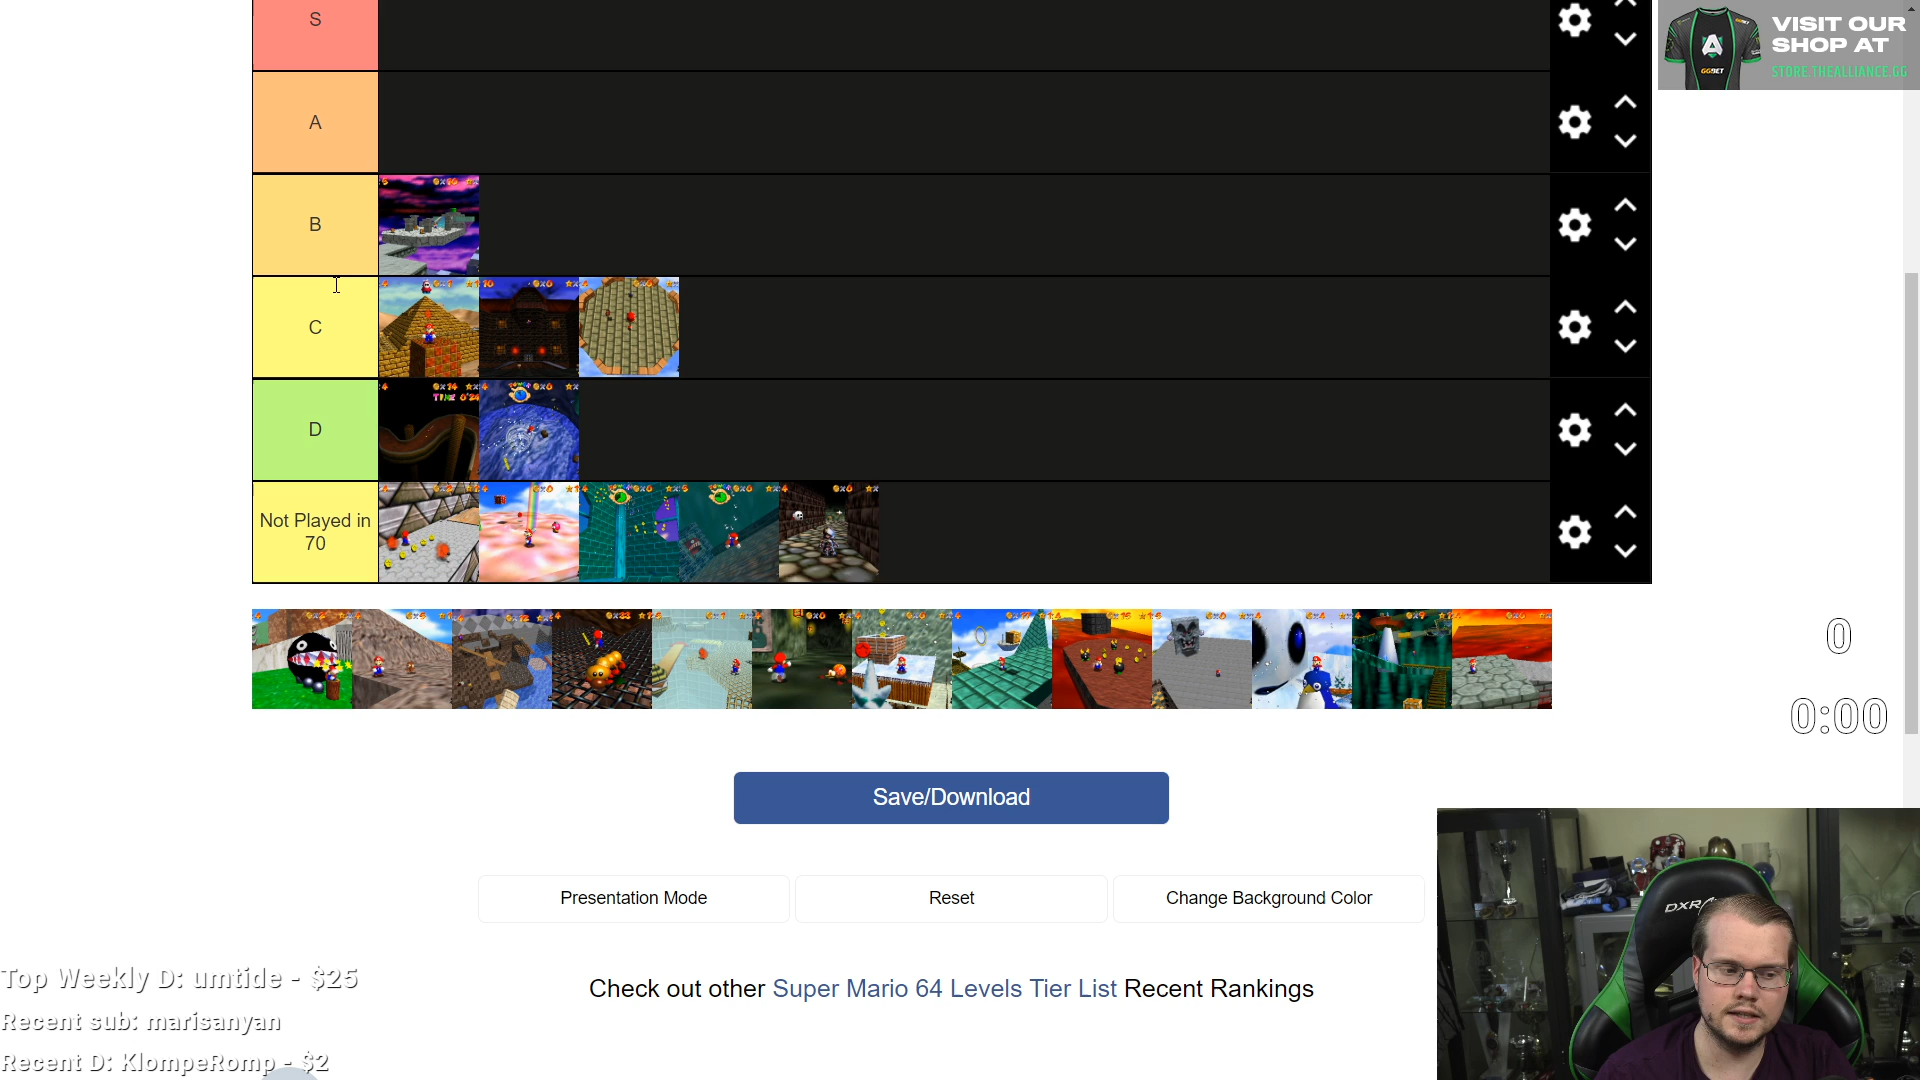 S
VISIT OUR
SHOP AT
GGBET
STORE.THEALLIANCE.GG
A
B
C
D
Not Played in
70
0
0:00
Save/Download
Presentation Mode
Reset
Change Background Color
Check out other Super Mario 64 Levels Tier List Recent Rankings
Top Weekly D: umtide - $25
Recent sub: marisanyan
Recent D: KlompeRomp - $2
DXR